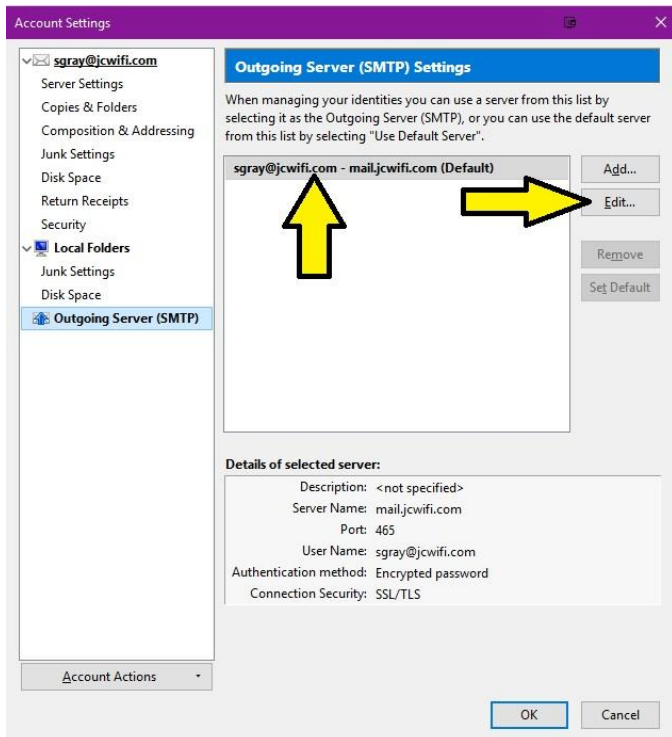 Account Settings
sgray@jcwifi.com
Server Settings
Copies & Folders
Composition & Addressing
Junk Settings
Disk Space
Return Receipts
Security
Local Folders
Junk Settings
Disk Space
Outgoing Server (SMTP)
Account Actions
Outgoing Server (SMTP) Settings
When managing your identities you can use a server from this list by
selecting it as the Outgoing Server (SMTP), or you can use the default server
from this list by selecting "Use Default Server".
sgray@jcwifi.com - mail.jcwifi.com (Default)
Add...
Edit...
Remove
Set Default
Details of selected server:
Description: <not specified>
Server Name: mail.jcwifi.com
Port: 465
User Name: sgray@jcwifi.com
Authentication method: Encrypted password
Connection Security: SSL/TLS
OK
Cancel